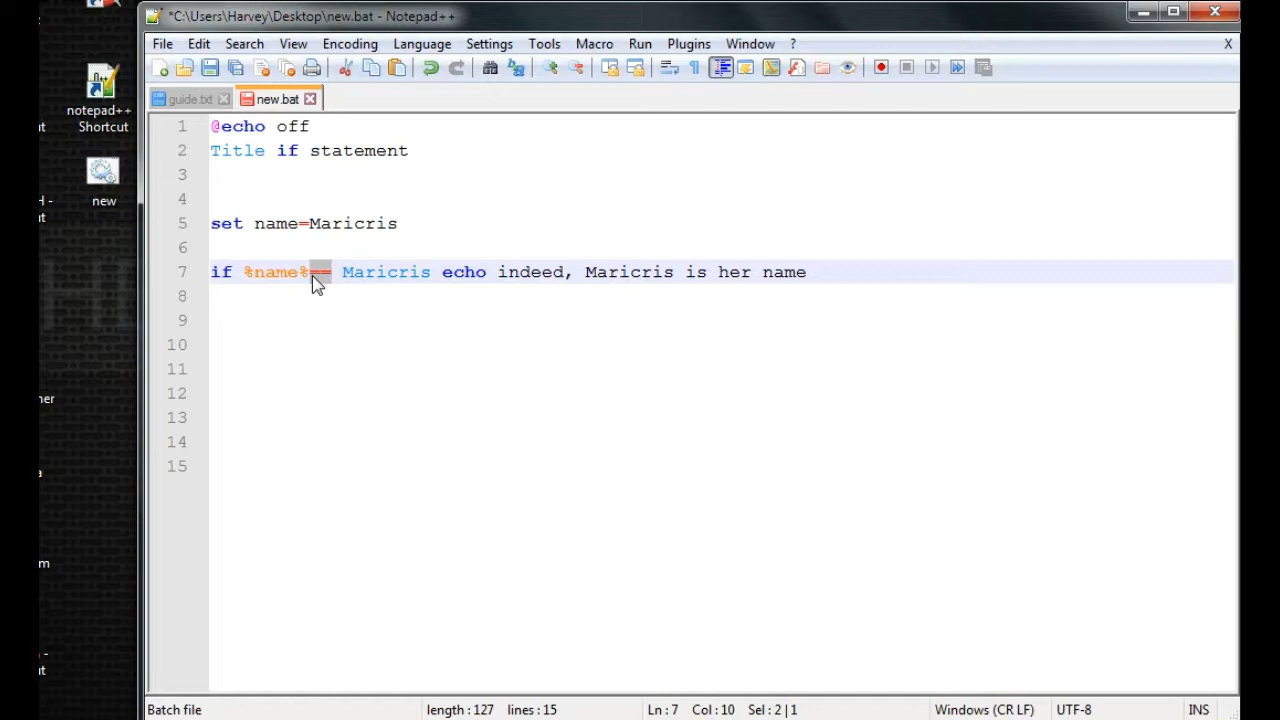 *C:\Users\Harvey\Desktop\new.bat - Notepad++
File Edit Search View Encoding Language Settings Tools Macro Run Plugins Window ? X
guide.txt new.bat
notepad++
Shortcut
new
H -
ut
ner
a
m
-
ut
1 @echo off
2 Title if statement
3
4
5 set name=Maricris
6
7 if %name%== Maricris echo indeed, Maricris is her name
8
9
10
11
12
13
14
15
Batch file length : 127 lines : 15 Ln : 7 Col : 10 Sel : 2 | 1 Windows (CR LF) UTF-8 INS